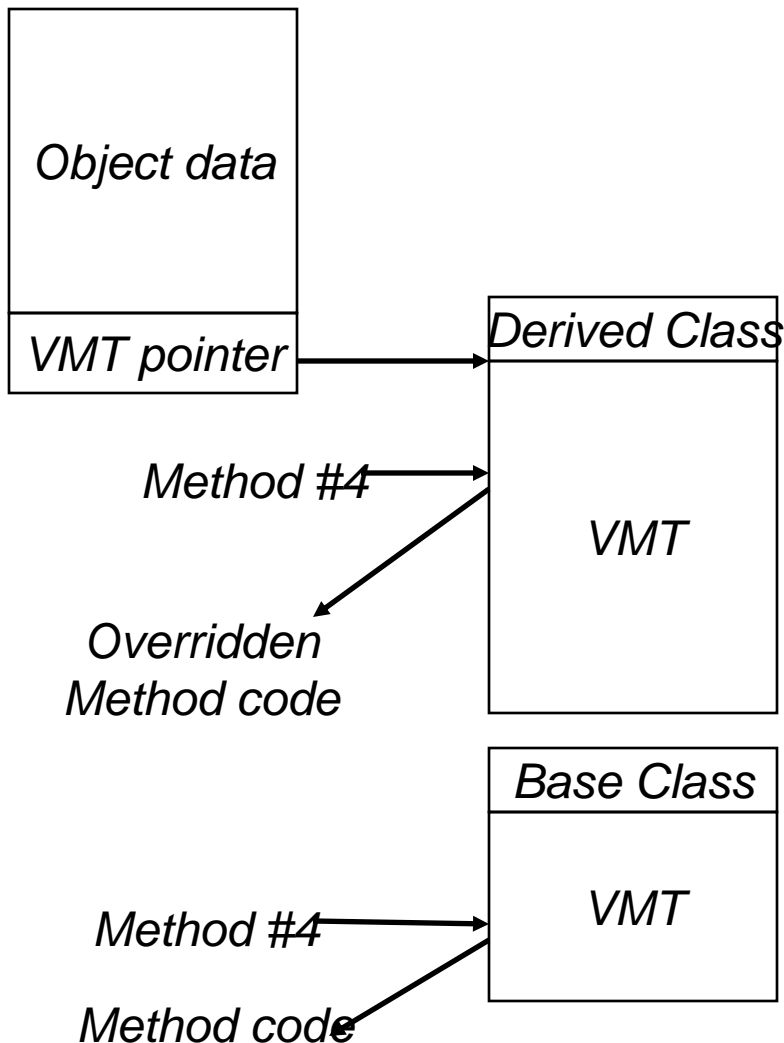 Object data
VMT pointer
Derived Class
Method #4
VMT
Overridden
Method code
Base Class
VMT
Method #4
Method code